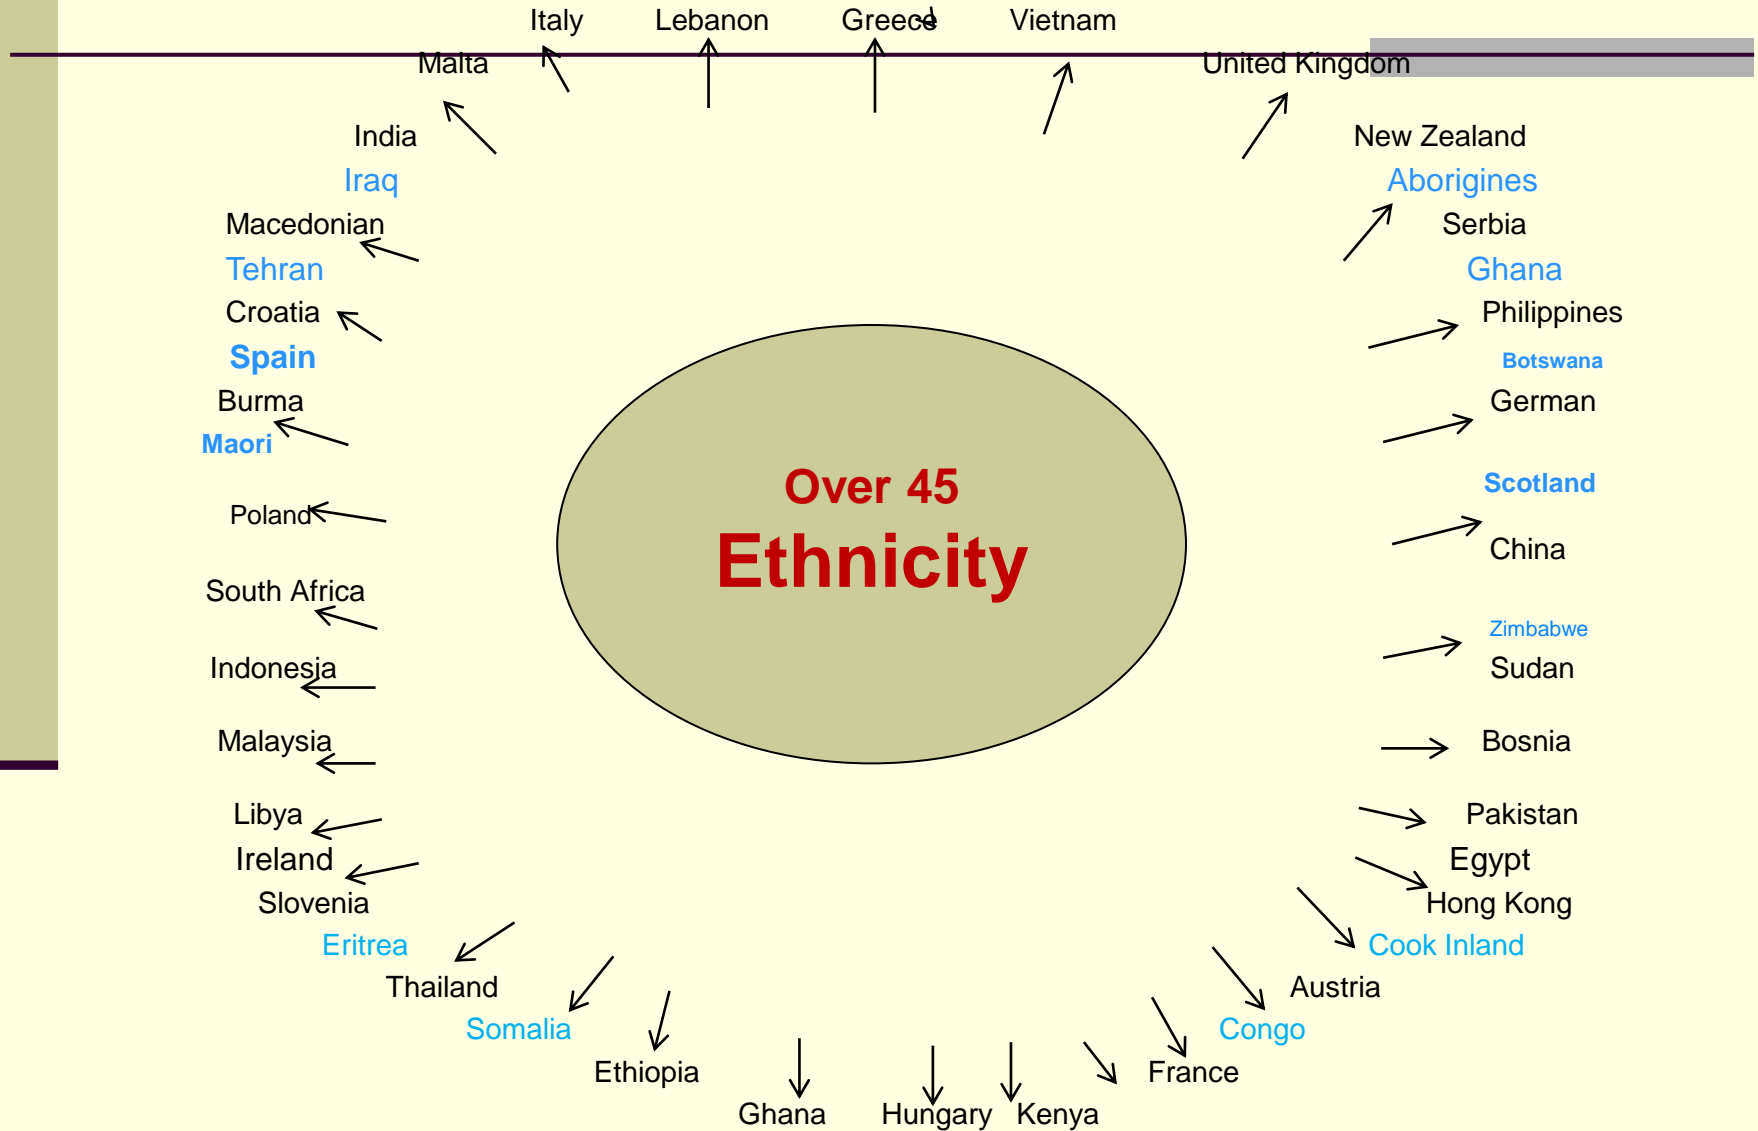 Italy Lebanon Greece Vietnam
Malta United Kingdom
India New Zealand
Iraq Aborigines
Macedonian Serbia
Tehran Ghana
Croatia Philippines
Spain Botswana
Burma German
Maori
Scotland
Over 45
Poland
China
Ethnicity
South Africa
Zimbabwe
Indonesia Sudan
Malaysia Bosnia
Libya Pakistan
Ireland Egypt
Slovenia Hong Kong
Eritrea Cook Inland
Thailand Austria
Somalia Congo
Ethiopia France
Ghana Hungary Kenya